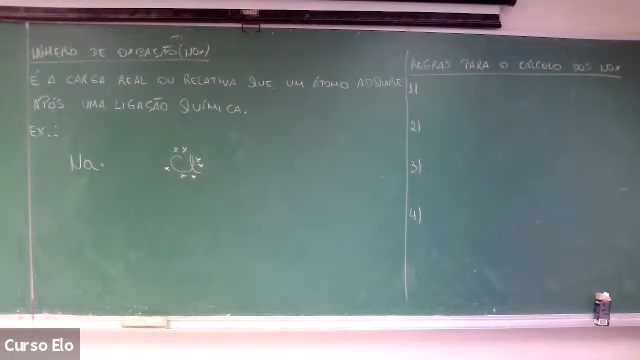 NÚMERO DE OXIDAÇÃO (NOX)
É A CARGA REAL OU RELATIVA QUE UM ÁTOMO ADQUIRE
APÓS UMA LIGAÇÃO QUÍMICA.
EX.:
Na Cl
REGRAS PARA O CÁLCULO DOS NOX
1)
2)
3)
4)
Curso Elo